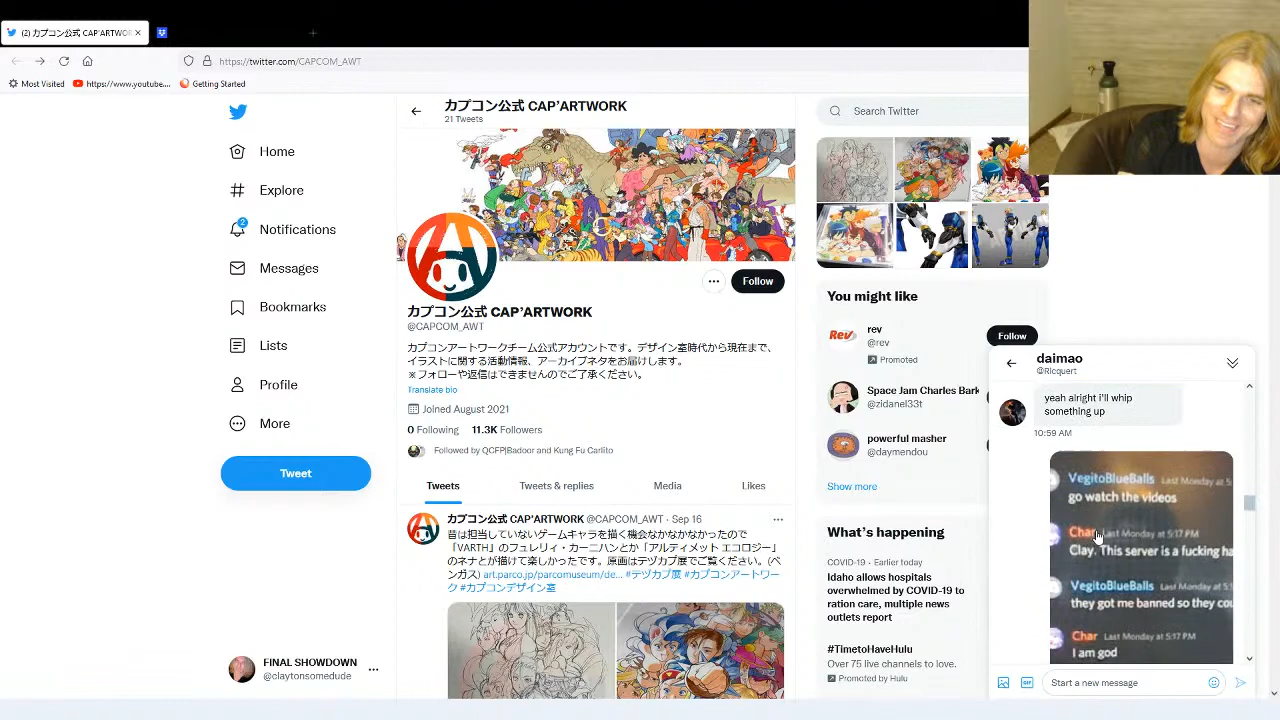 (2) カプコン公式 CAP'ARTWOR
https://twitter.com/CAPCOM_AWT
Most Visited
https://www.youtube....
Getting Started
Home
Explore
2
Notifications
Messages
Bookmarks
Lists
Profile
More
Tweet
FINAL SHOWDOWN
@claytonsomedude
カプコン公式 CAP'ARTWORK
21 Tweets
Follow
カプコン公式 CAP'ARTWORK
@CAPCOM_AWT
カプコンアートワークチーム公式アカウントです。デザイン室時代から現在まで、
イラストに関する活動情報、アーカイブネタをお届けします。
※フォローや返信はできませんのでご了承ください。
Translate bio
Joined August 2021
0 Following 11.3K Followers
Followed by QCFP|Badoor and Kung Fu Carlito
Tweets
Tweets & replies
Media
Likes
カプコン公式 CAP'ARTWORK @CAPCOM_AWT · Sep 16
昔は担当していないゲームキャラを描く機会なかなかなかったので
「VARTH」のフュレリィ・カーニハンとか「アルティメット エコロジー」
のネナとか描けて楽しかったです。原画はデヅカプ展でご覧ください。(ベ
ンガス) art.parco.jp/parcomuseum/de... #デヅカプ展 #カプコンアートワー
ク #カプコンデザイン室
Search Twitter
You might like
Rev
rev
@rev
Promoted
Follow
Space Jam Charles Bark
@zidanel33t
powerful masher
@daymendou
Show more
What's happening
COVID-19 · Earlier today
Idaho allows hospitals
overwhelmed by COVID-19 to
ration care, multiple news
outlets report
#TimetoHaveHulu
Over 75 live channels to love.
Promoted by Hulu
daimao
@Ricquert
yeah alright i'll whip
something up
10:59 AM
VegitoBlueBalls Last Monday at 5:
go watch the videos
Char Last Monday at 5:17 PM
Clay. This server is a fucking ha
VegitoBlueBalls Last Monday at 5
they got me banned so they cou
Char Last Monday at 5:17 PM
I am god
Start a new message